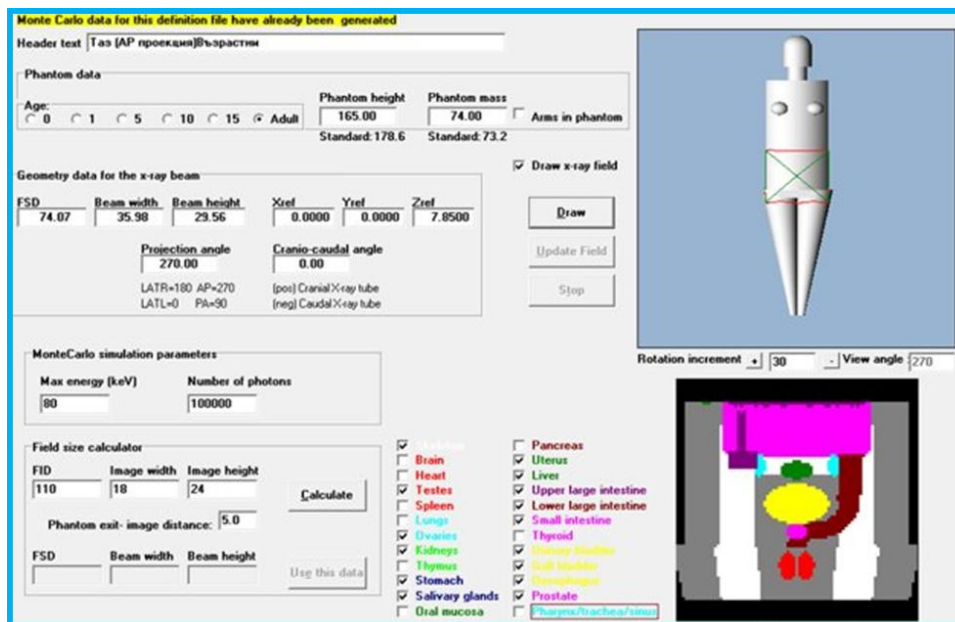 Monte Carlo data for this definition file have already been generated
Header text Таз (АР проекция)Възрастни
Phantom data
Age:
0 1 5 10 15 Adult
Phantom height Phantom mass
165.00 74.00 Arms in phantom
Standard: 178.6 Standard: 73.2
Draw x-ray field
Geometry data for the x-ray beam
FSD Beam width Beam height Xref Yref Zref
74.07 35.98 29.56 0.0000 0.0000 7.8500
Draw
Projection angle Cranio-caudal angle
270.00 0.00
Update Field
LATR=180 AP=270 (pos) Cranial X-ray tube
LATL=0 PA=90 (neg) Caudal X-ray tube
Stop
MonteCarlo simulation parameters
Rotation increment + 30 - View angle : 270
Max energy (keV) Number of photons
80 100000
Field size calculator
FID Image width Image height
110 18 24
Calculate
Phantom exit- image distance: 5.0
FSD Beam width Beam height
Use this data
Skeleton Pancreas
Brain Uterus
Heart Liver
Testes Upper large intestine
Spleen Lower large intestine
Lungs Small intestine
Ovaries Thyroid
Kidneys Urinary bladder
Thymus Gall bladder
Stomach Oesophagus
Salivary glands Prostate
Oral mucosa Pharynx/trachea/sinus